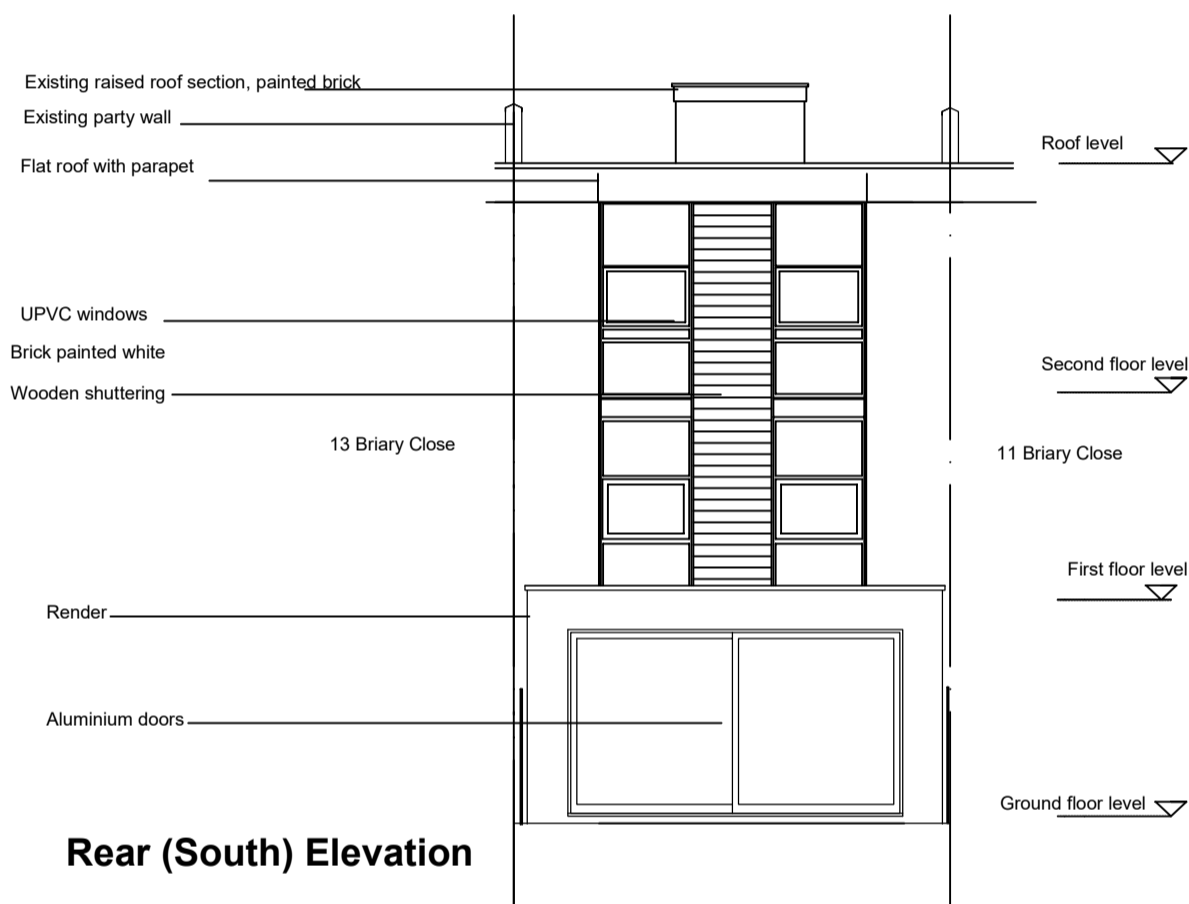 Existing raised roof section, painted brick
Existing party wall
Roof level
Flat roof with parapet
UPVC windows
Brick painted white
Second floor level
Wooden shuttering
13 Briary Close
11 Briary Close
First floor level
Render
Aluminium doors
Ground floor level
Rear (South) Elevation